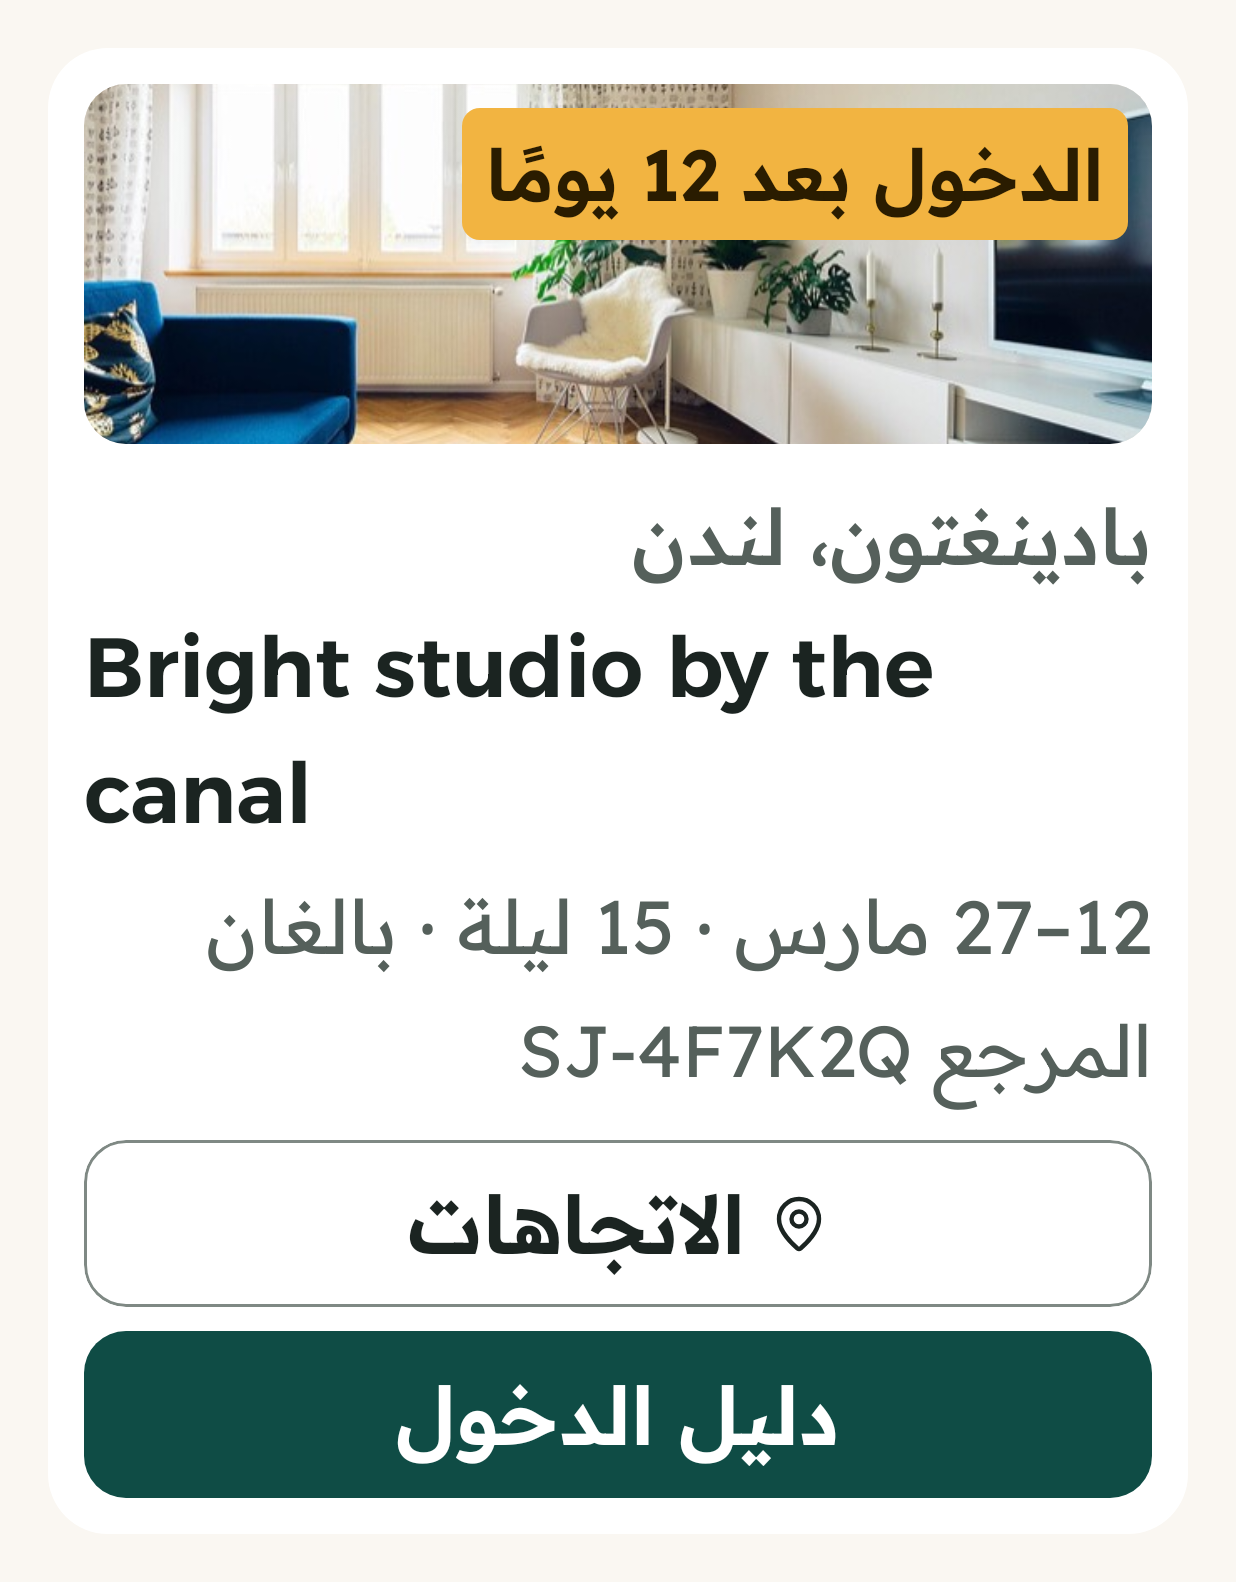 الدخول بعد 12 يومًا
بادينغتون، لندن
Bright studio by the
canal
12–27 مارس · 15 ليلة · بالغان
المرجع SJ-4F7K2Q
الاتجاهات
دليل الدخول